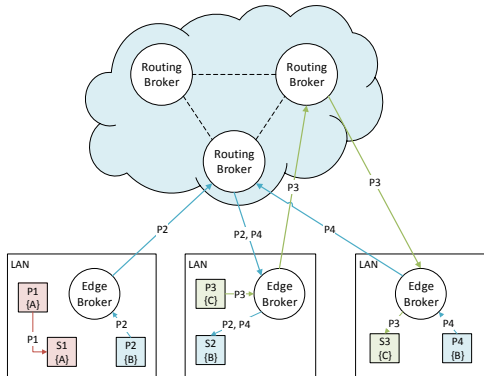 Routing
Broker
Routing
Broker
Routing
Broker
P3
P3
P2
P2, P4
P4
LAN
P1
{A}
P1
S1
{A}
Edge
Broker
P2
P2
{B}
LAN
P3
{C}
P3
Edge
Broker
P2, P4
S2
{B}
LAN
Edge
Broker
P3
P4
S3
{C}
P4
{B}